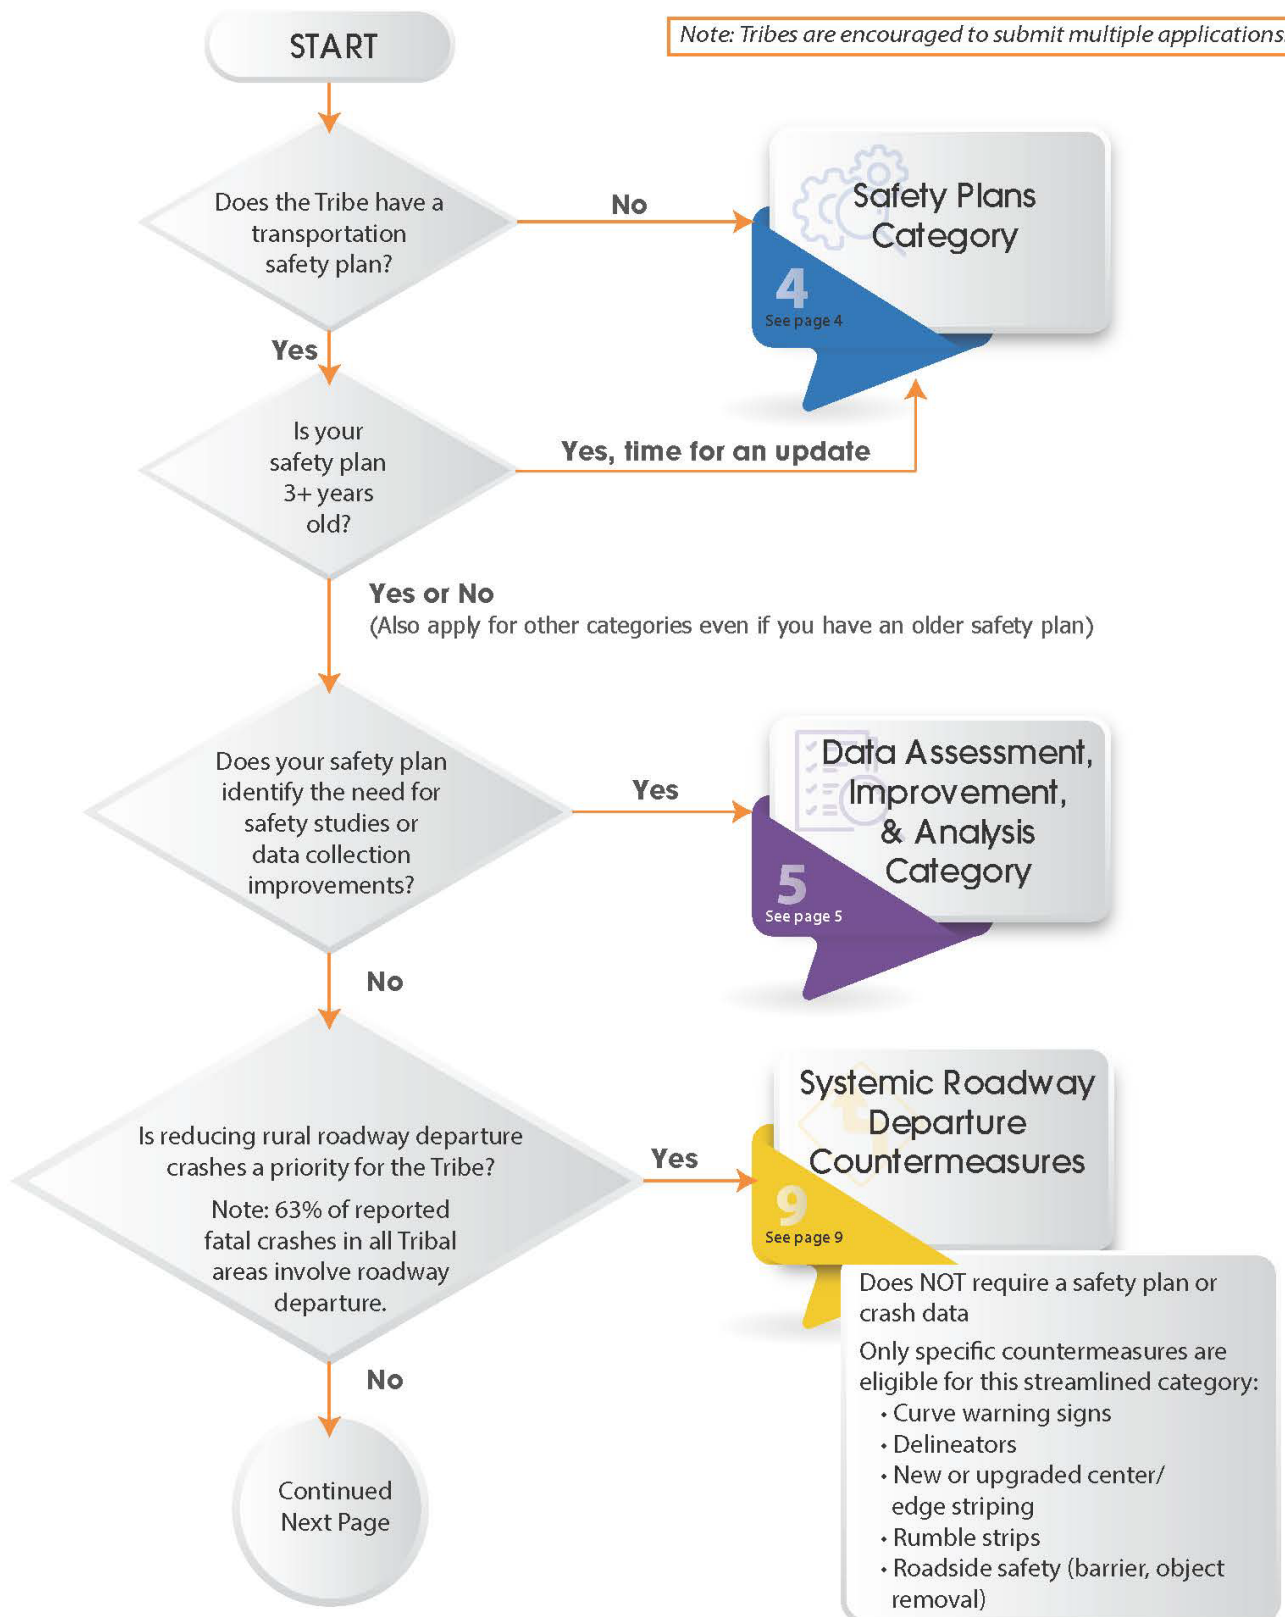 START
Note: Tribes are encouraged to submit multiple applications.
Does the Tribe have a
transportation
safety plan?
No
Safety Plans
Category
4
See page 4
Yes
Is your
safety plan
3+ years
old?
Yes, time for an update
Yes or No
(Also apply for other categories even if you have an older safety plan)
Does your safety plan
identify the need for
safety studies or
data collection
improvements?
Yes
Data Assessment,
Improvement,
& Analysis
Category
5
See page 5
No
Is reducing rural roadway departure
crashes a priority for the Tribe?
Note: 63% of reported
fatal crashes in all Tribal
areas involve roadway
departure.
Yes
Systemic Roadway
Departure
Countermeasures
9
See page 9
Does NOT require a safety plan or
crash data
Only specific countermeasures are
eligible for this streamlined category:
• Curve warning signs
• Delineators
• New or upgraded center/
edge striping
• Rumble strips
• Roadside safety (barrier, object
removal)
No
Continued
Next Page